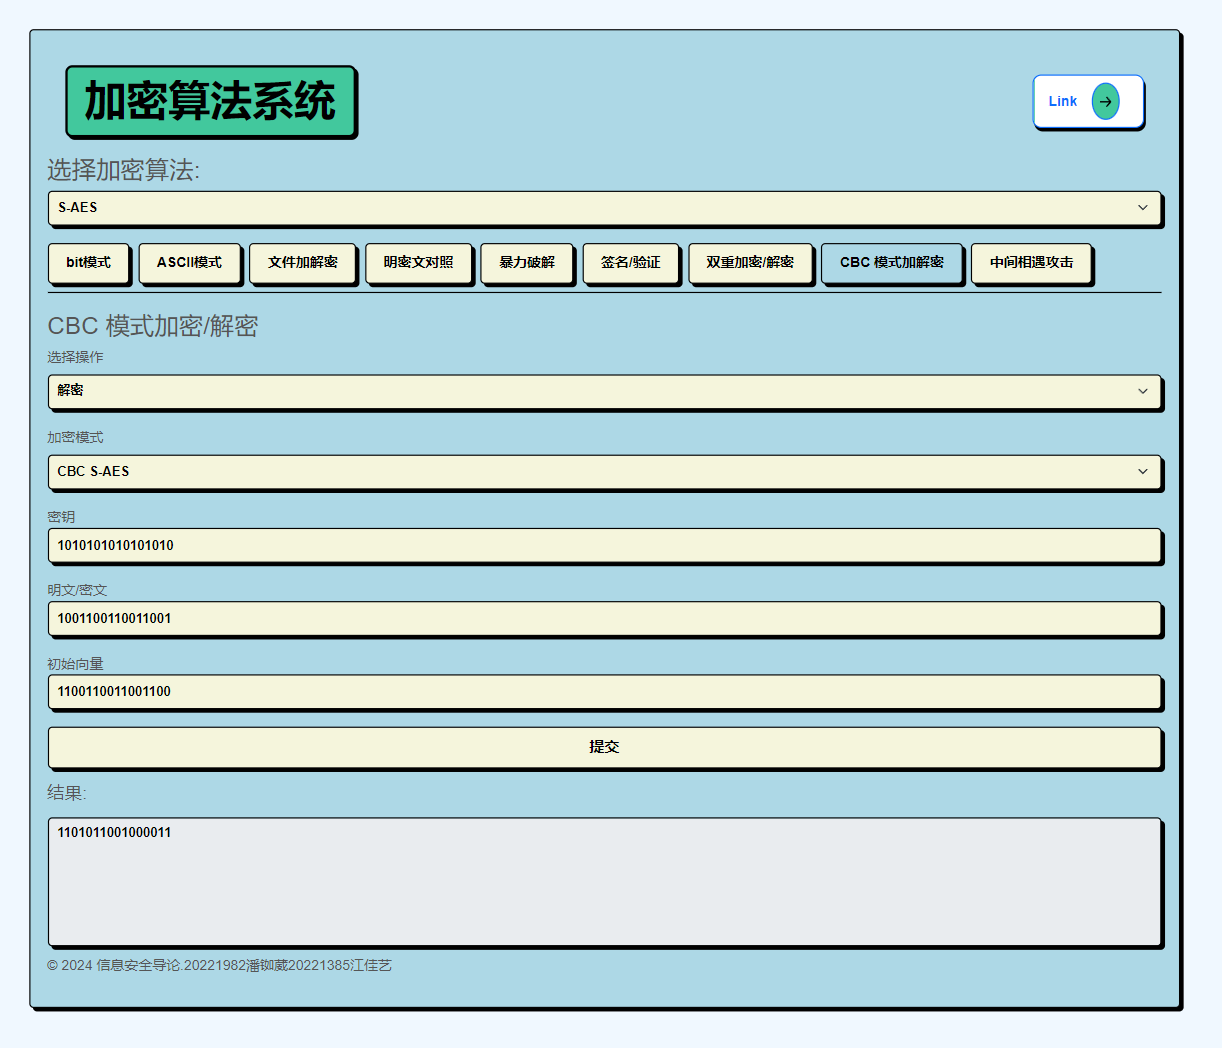 加密算法系统
Link
选择加密算法:
S-AES
bit模式 ASCII模式 文件加解密 明密文对照 暴力破解 签名/验证 双重加密/解密 CBC 模式加解密 中间相遇攻击
CBC 模式加密/解密
选择操作
解密
加密模式
CBC S-AES
密钥
1010101010101010
明文/密文
1001100110011001
初始向量
1100110011001100
提交
结果:
1101011001000011
© 2024 信息安全导论.20221982潘铷葳20221385江佳艺